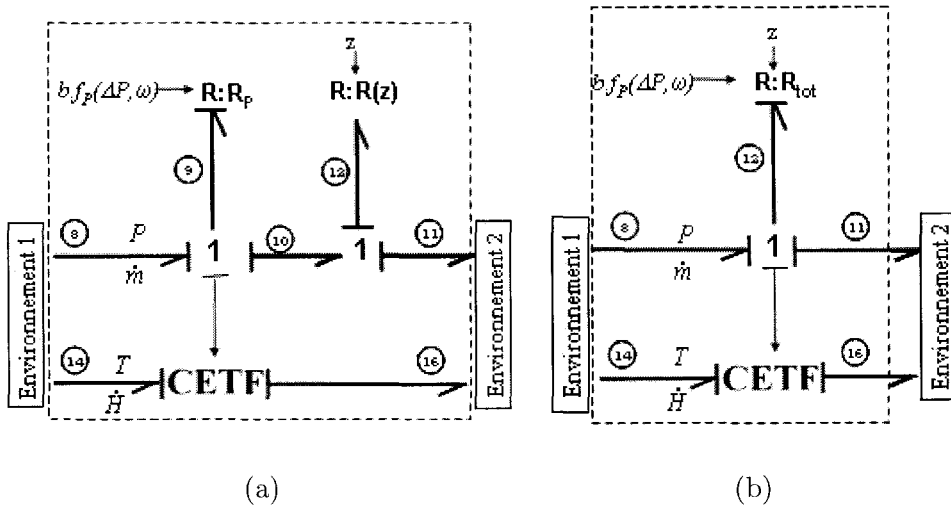 z
b.f_P(ΔP, ω)
R:R_P
R:R(z)
9
12
Environnement 1
8
P
ṁ
1
10
1
11
Environnement 2
14
T
Ḣ
CETF
16
(a)
z
b.f_P(ΔP, ω)
R:R_tot
12
Environnement 1
8
P
ṁ
1
11
Environnement 2
14
T
Ḣ
CETF
16
(b)